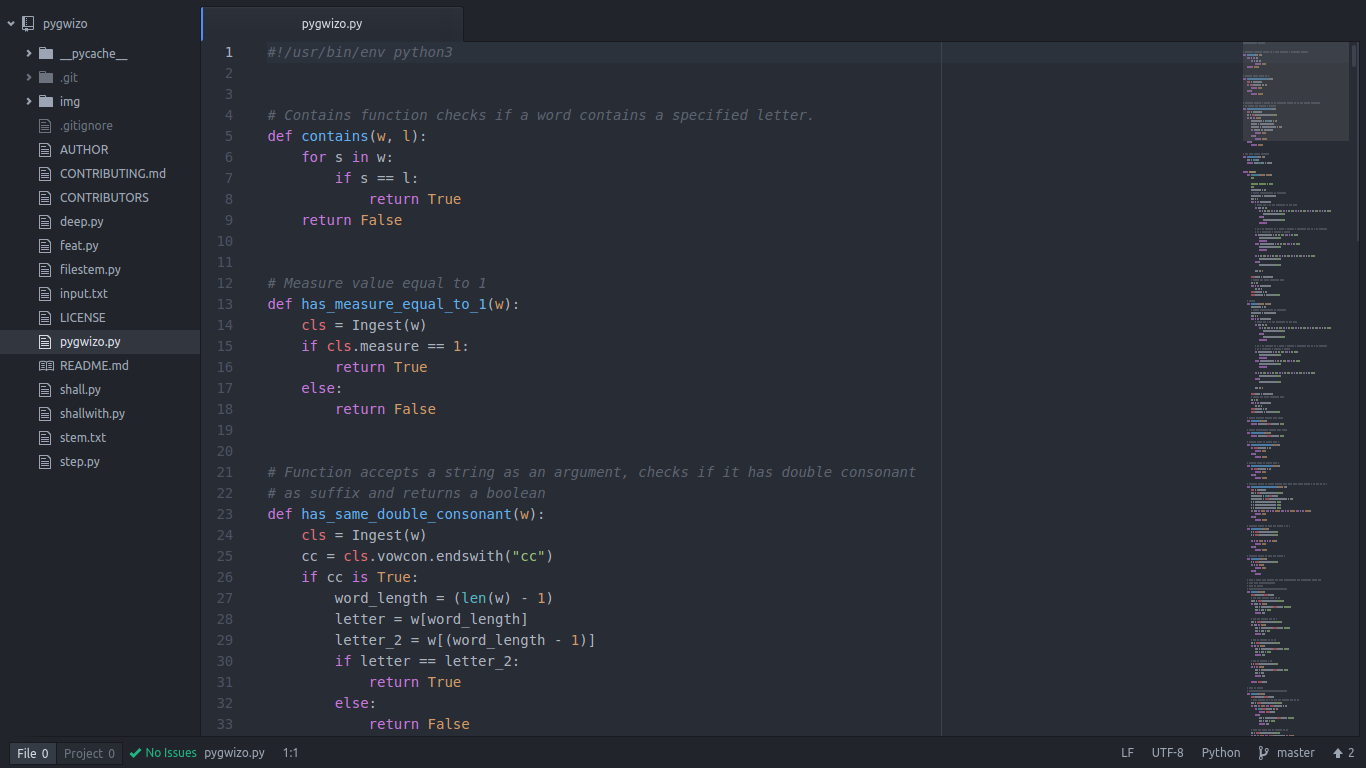 pygwizo
__pycache__
.git
img
.gitignore
AUTHOR
CONTRIBUTING.md
CONTRIBUTORS
deep.py
feat.py
filestem.py
input.txt
LICENSE
pygwizo.py
README.md
shall.py
shallwith.py
stem.txt
step.py
pygwizo.py
1 #!/usr/bin/env python3
2
3
4 # Contains function checks if a word contains a specified letter.
5 def contains(w, l):
6     for s in w:
7         if s == l:
8             return True
9     return False
10
11
12 # Measure value equal to 1
13 def has_measure_equal_to_1(w):
14     cls = Ingest(w)
15     if cls.measure == 1:
16         return True
17     else:
18         return False
19
20
21 # Function accepts a string as an argument, checks if it has double consonant
22 # as suffix and returns a boolean
23 def has_same_double_consonant(w):
24     cls = Ingest(w)
25     cc = cls.vowcon.endswith("cc")
26     if cc is True:
27         word_length = (len(w) - 1)
28         letter = w[word_length]
29         letter_2 = w[(word_length - 1)]
30         if letter == letter_2:
31             return True
32         else:
33             return False
File 0 Project 0 No Issues pygwizo.py 1:1 LF UTF-8 Python master 2